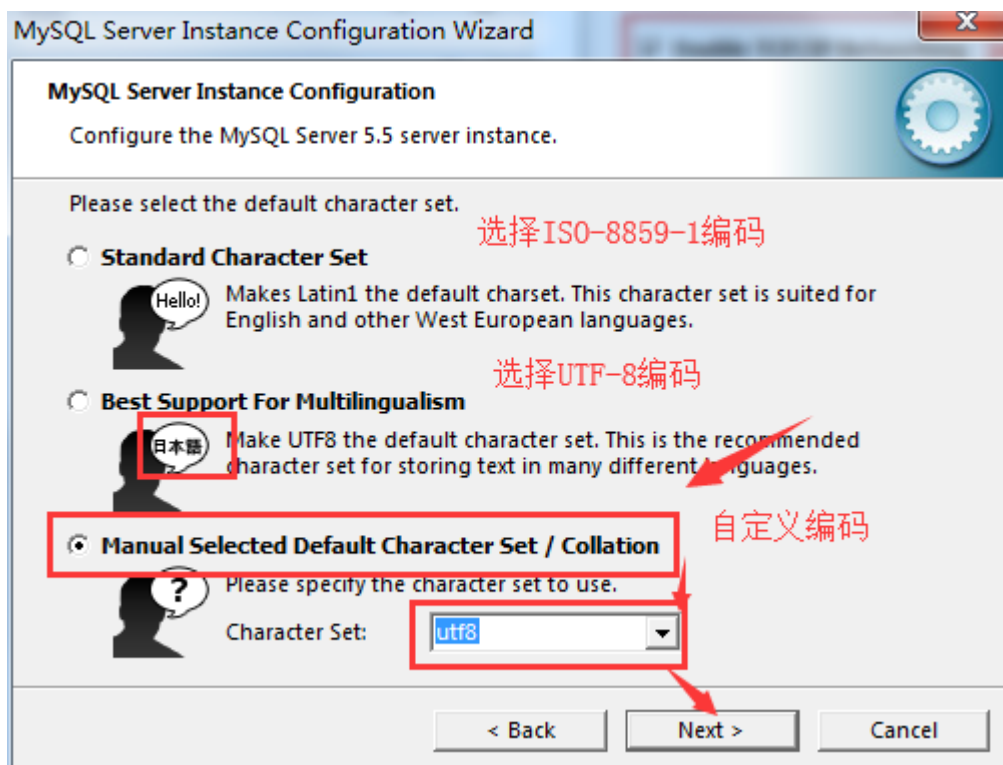 MySQL Server Instance Configuration Wizard
MySQL Server Instance Configuration
Configure the MySQL Server 5.5 server instance.
Please select the default character set.
选择ISO-8859-1编码
Standard Character Set
Hello!
Makes Latin1 the default charset. This character set is suited for
English and other West European languages.
选择UTF-8编码
Best Support For Multilingualism
日本語
Make UTF8 the default character set. This is the recommended
character set for storing text in many different languages.
自定义编码
Manual Selected Default Character Set / Collation
?
Please specify the character set to use.
Character Set:
utf8
< Back
Next >
Cancel